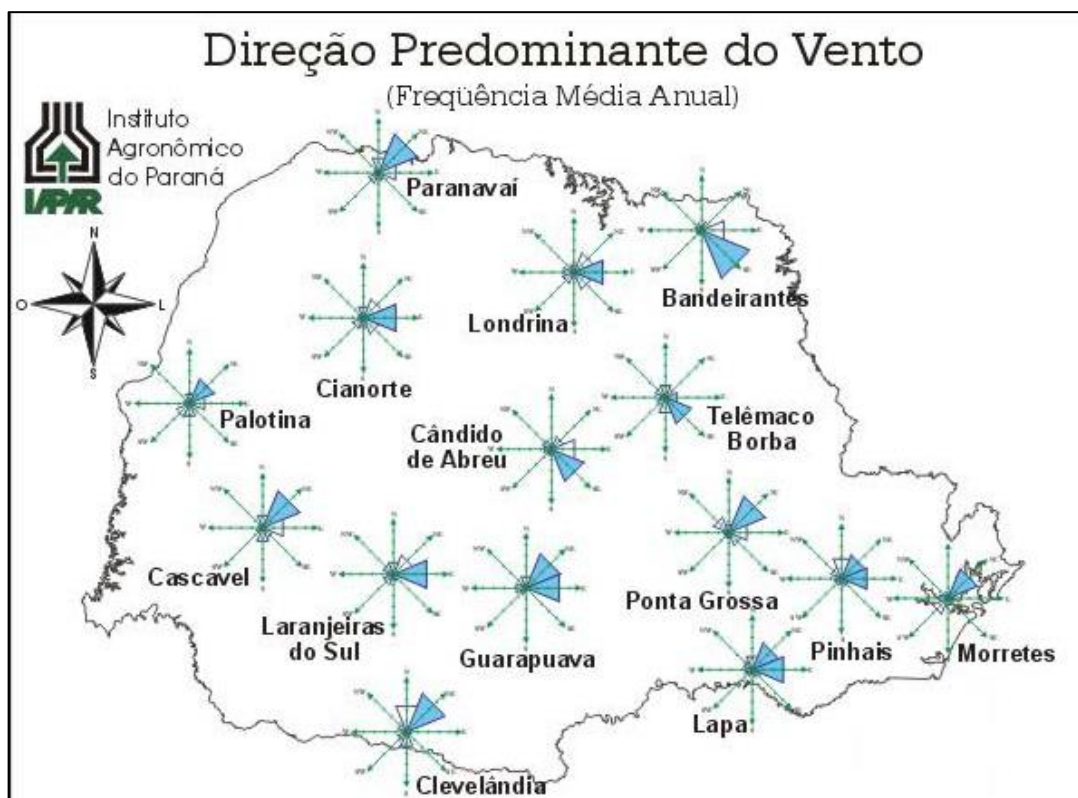 Direção Predominante do Vento
(Freqüência Média Anual)
Instituto
Agronômico
do Paraná
IAPAR
N
O
L
S
Paranavaí
Bandeirantes
Londrina
Cianorte
Palotina
Telêmaco
Borba
Cândido
de Abreu
Cascavel
Laranjeiras
do Sul
Guarapuava
Ponta Grossa
Pinhais
Morretes
Lapa
Clevelândia